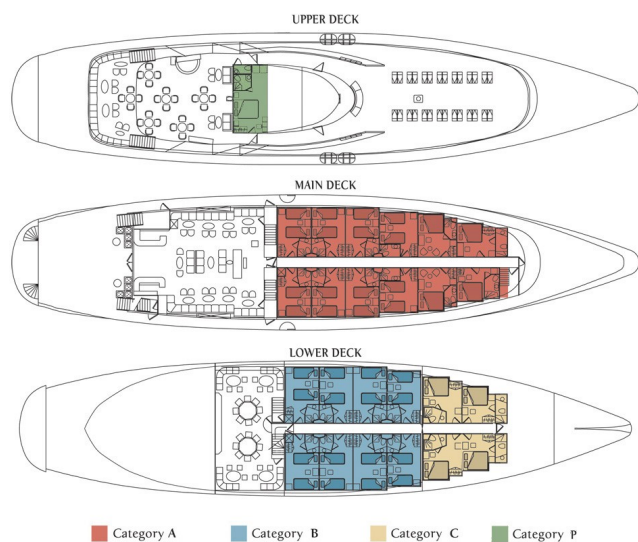 UPPER DECK
MAIN DECK
LOWER DECK
Category A
Category B
Category C
Category P